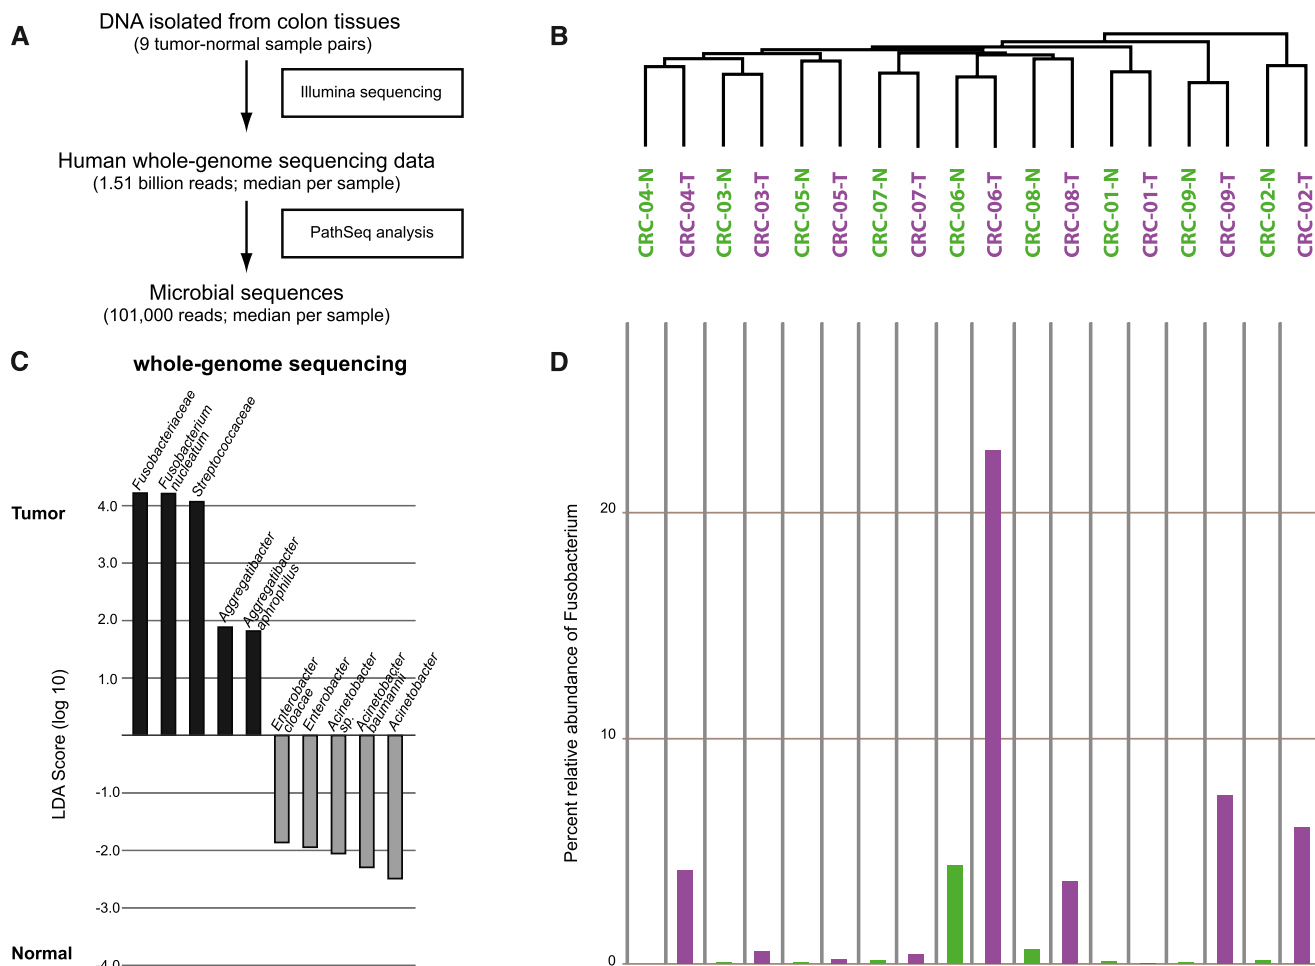 A
DNA isolated from colon tissues
(9 tumor-normal sample pairs)
Illumina sequencing
Human whole-genome sequencing data
(1.51 billion reads; median per sample)
PathSeq analysis
Microbial sequences
(101,000 reads; median per sample)
B
CRC-04-N
CRC-04-T
CRC-03-N
CRC-03-T
CRC-05-N
CRC-05-T
CRC-07-N
CRC-07-T
CRC-06-N
CRC-06-T
CRC-08-N
CRC-08-T
CRC-01-N
CRC-01-T
CRC-09-N
CRC-09-T
CRC-02-N
CRC-02-T
C
whole-genome sequencing
Fusobacteriaceae
Fusobacterium
nucleatum
Streptococcaceae
Aggregatibacter
Aggregatibacter
aphrophilus
Enterobacter
cloacae
Enterobacter
Acinetobacter
sp.
Acinetobacter
baumannii
Acinetobacter
Tumor
4.0
3.0
2.0
1.0
-1.0
-2.0
-3.0
-4.0
Normal
LDA Score (log 10)
D
Percent relative abundance of Fusobacterium
20
10
0